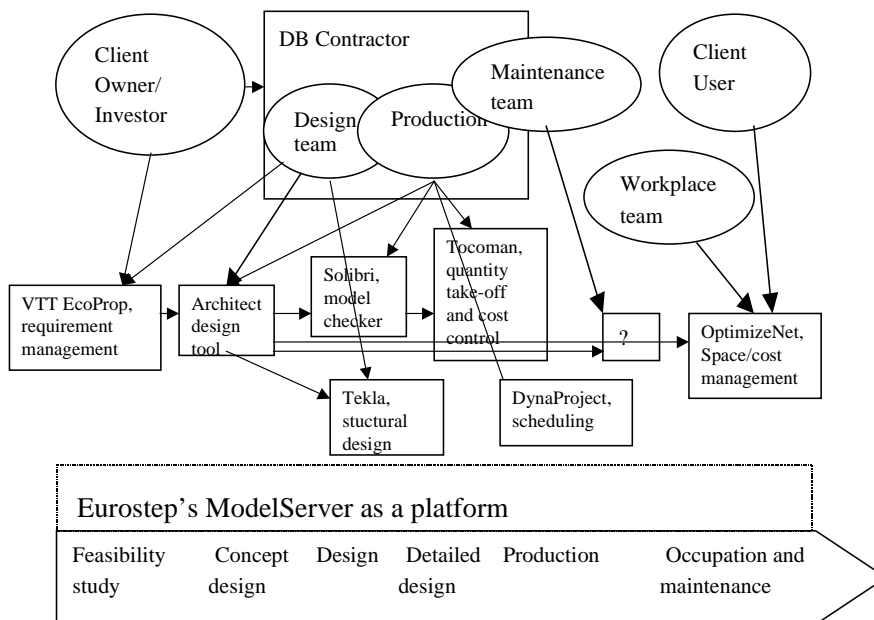 Client
Owner/
Investor
DB Contractor
Design
team
Production
Maintenance
team
Client
User
Workplace
team
VTT EcoProp,
requirement
management
Architect
design
tool
Solibri,
model
checker
Tocoman,
quantity
take-off
and cost
control
?
OptimizeNet,
Space/cost
management
Tekla,
stuctural
design
DynaProject,
scheduling
Eurostep's ModelServer as a platform
Feasibility
study
Concept
design
Design
Detailed
design
Production
Occupation and
maintenance